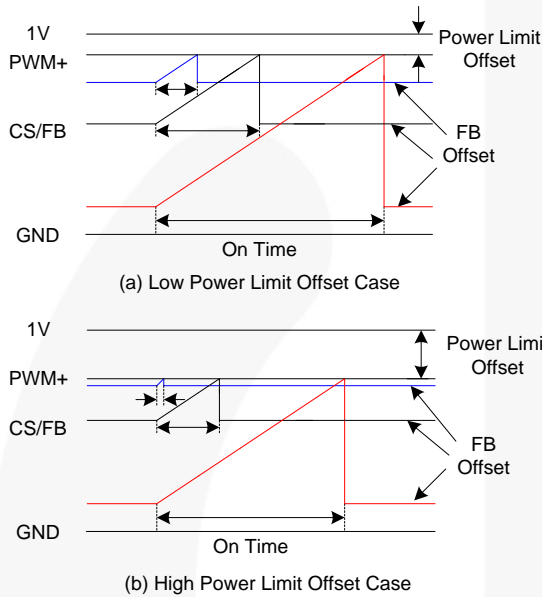 1V
Power Limit
Offset
PWM+
CS/FB
FB
Offset
GND
On Time
(a) Low Power Limit Offset Case
1V
Power Limi
Offset
PWM+
CS/FB
FB
Offset
GND
On Time
(b) High Power Limit Offset Case